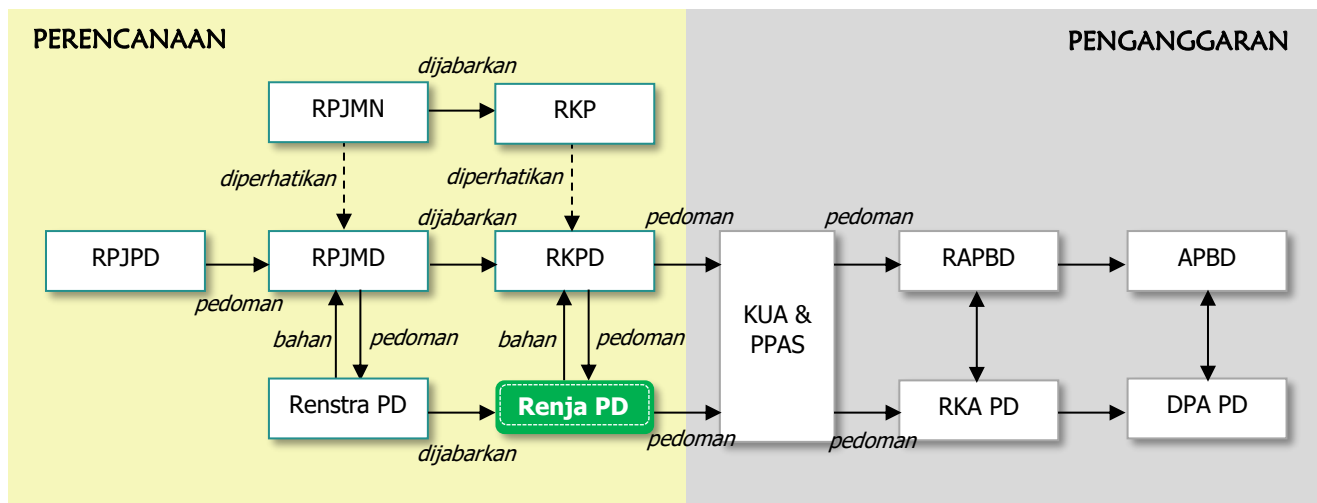 PERENCANAAN
PENGANGGARAN
dijabarkan
RPJMN
RKP
diperhatikan
diperhatikan
dijabarkan
pedoman
pedoman
RPJPD
RPJMD
RKPD
RAPBD
APBD
pedoman
KUA &
PPAS
bahan
pedoman
bahan
pedoman
Renstra PD
Renja PD
RKA PD
DPA PD
dijabarkan
pedoman
pedoman